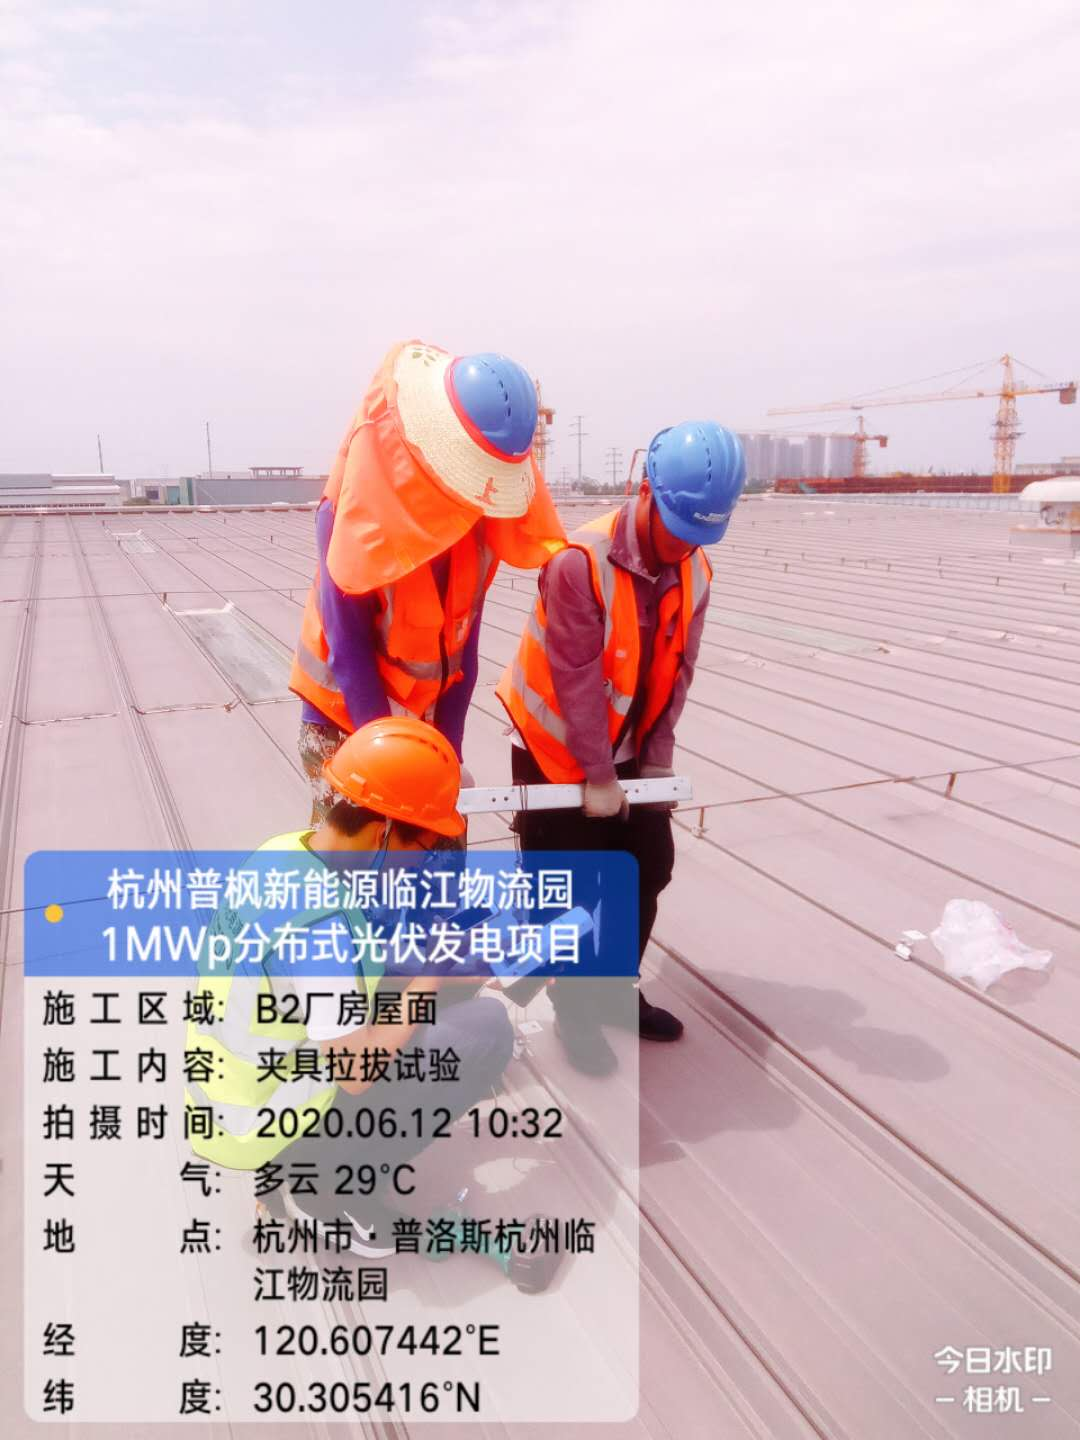 上
杭州普枫新能源临江物流园
1MWp分布式光伏发电项目
施工区域: B2厂房屋面
施工内容: 夹具拉拔试验
拍摄时间: 2020.06.12 10:32
天气: 多云 29°C
地点: 杭州市·普洛斯杭州临
江物流园
经度: 120.607442°E
纬度: 30.305416°N
今日水印
-相机-